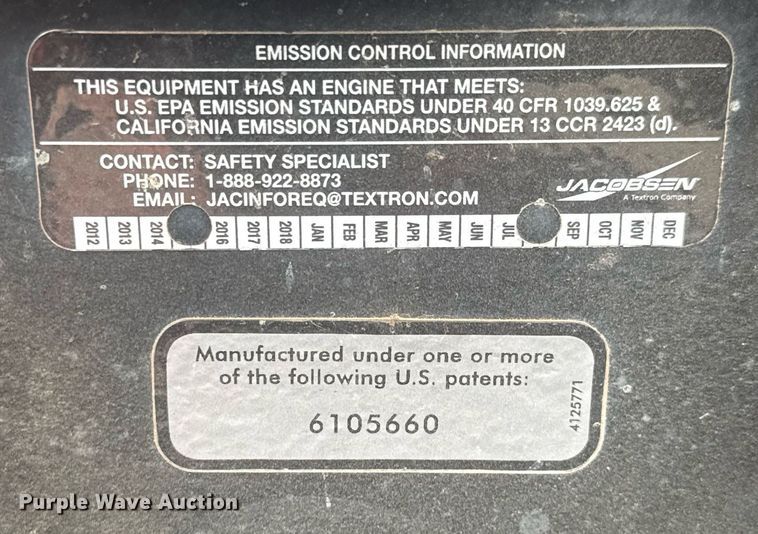 EMISSION CONTROL INFORMATION
THIS EQUIPMENT HAS AN ENGINE THAT MEETS:
U.S. EPA EMISSION STANDARDS UNDER 40 CFR 1039.625 &
CALIFORNIA EMISSION STANDARDS UNDER 13 CCR 2423 (d).
CONTACT: SAFETY SPECIALIST
PHONE: 1-888-922-8873
EMAIL: JACINFOREQ@TEXTRON.COM
JACOBSEN
A Textron Company
2012 2013 2014 2016 2017 2018 JAN FEB MAR APR MAY JUN JUL SEP OCT NOV DEC
Manufactured under one or more
of the following U.S. patents:
6105660
4125771
Purple Wave Auction